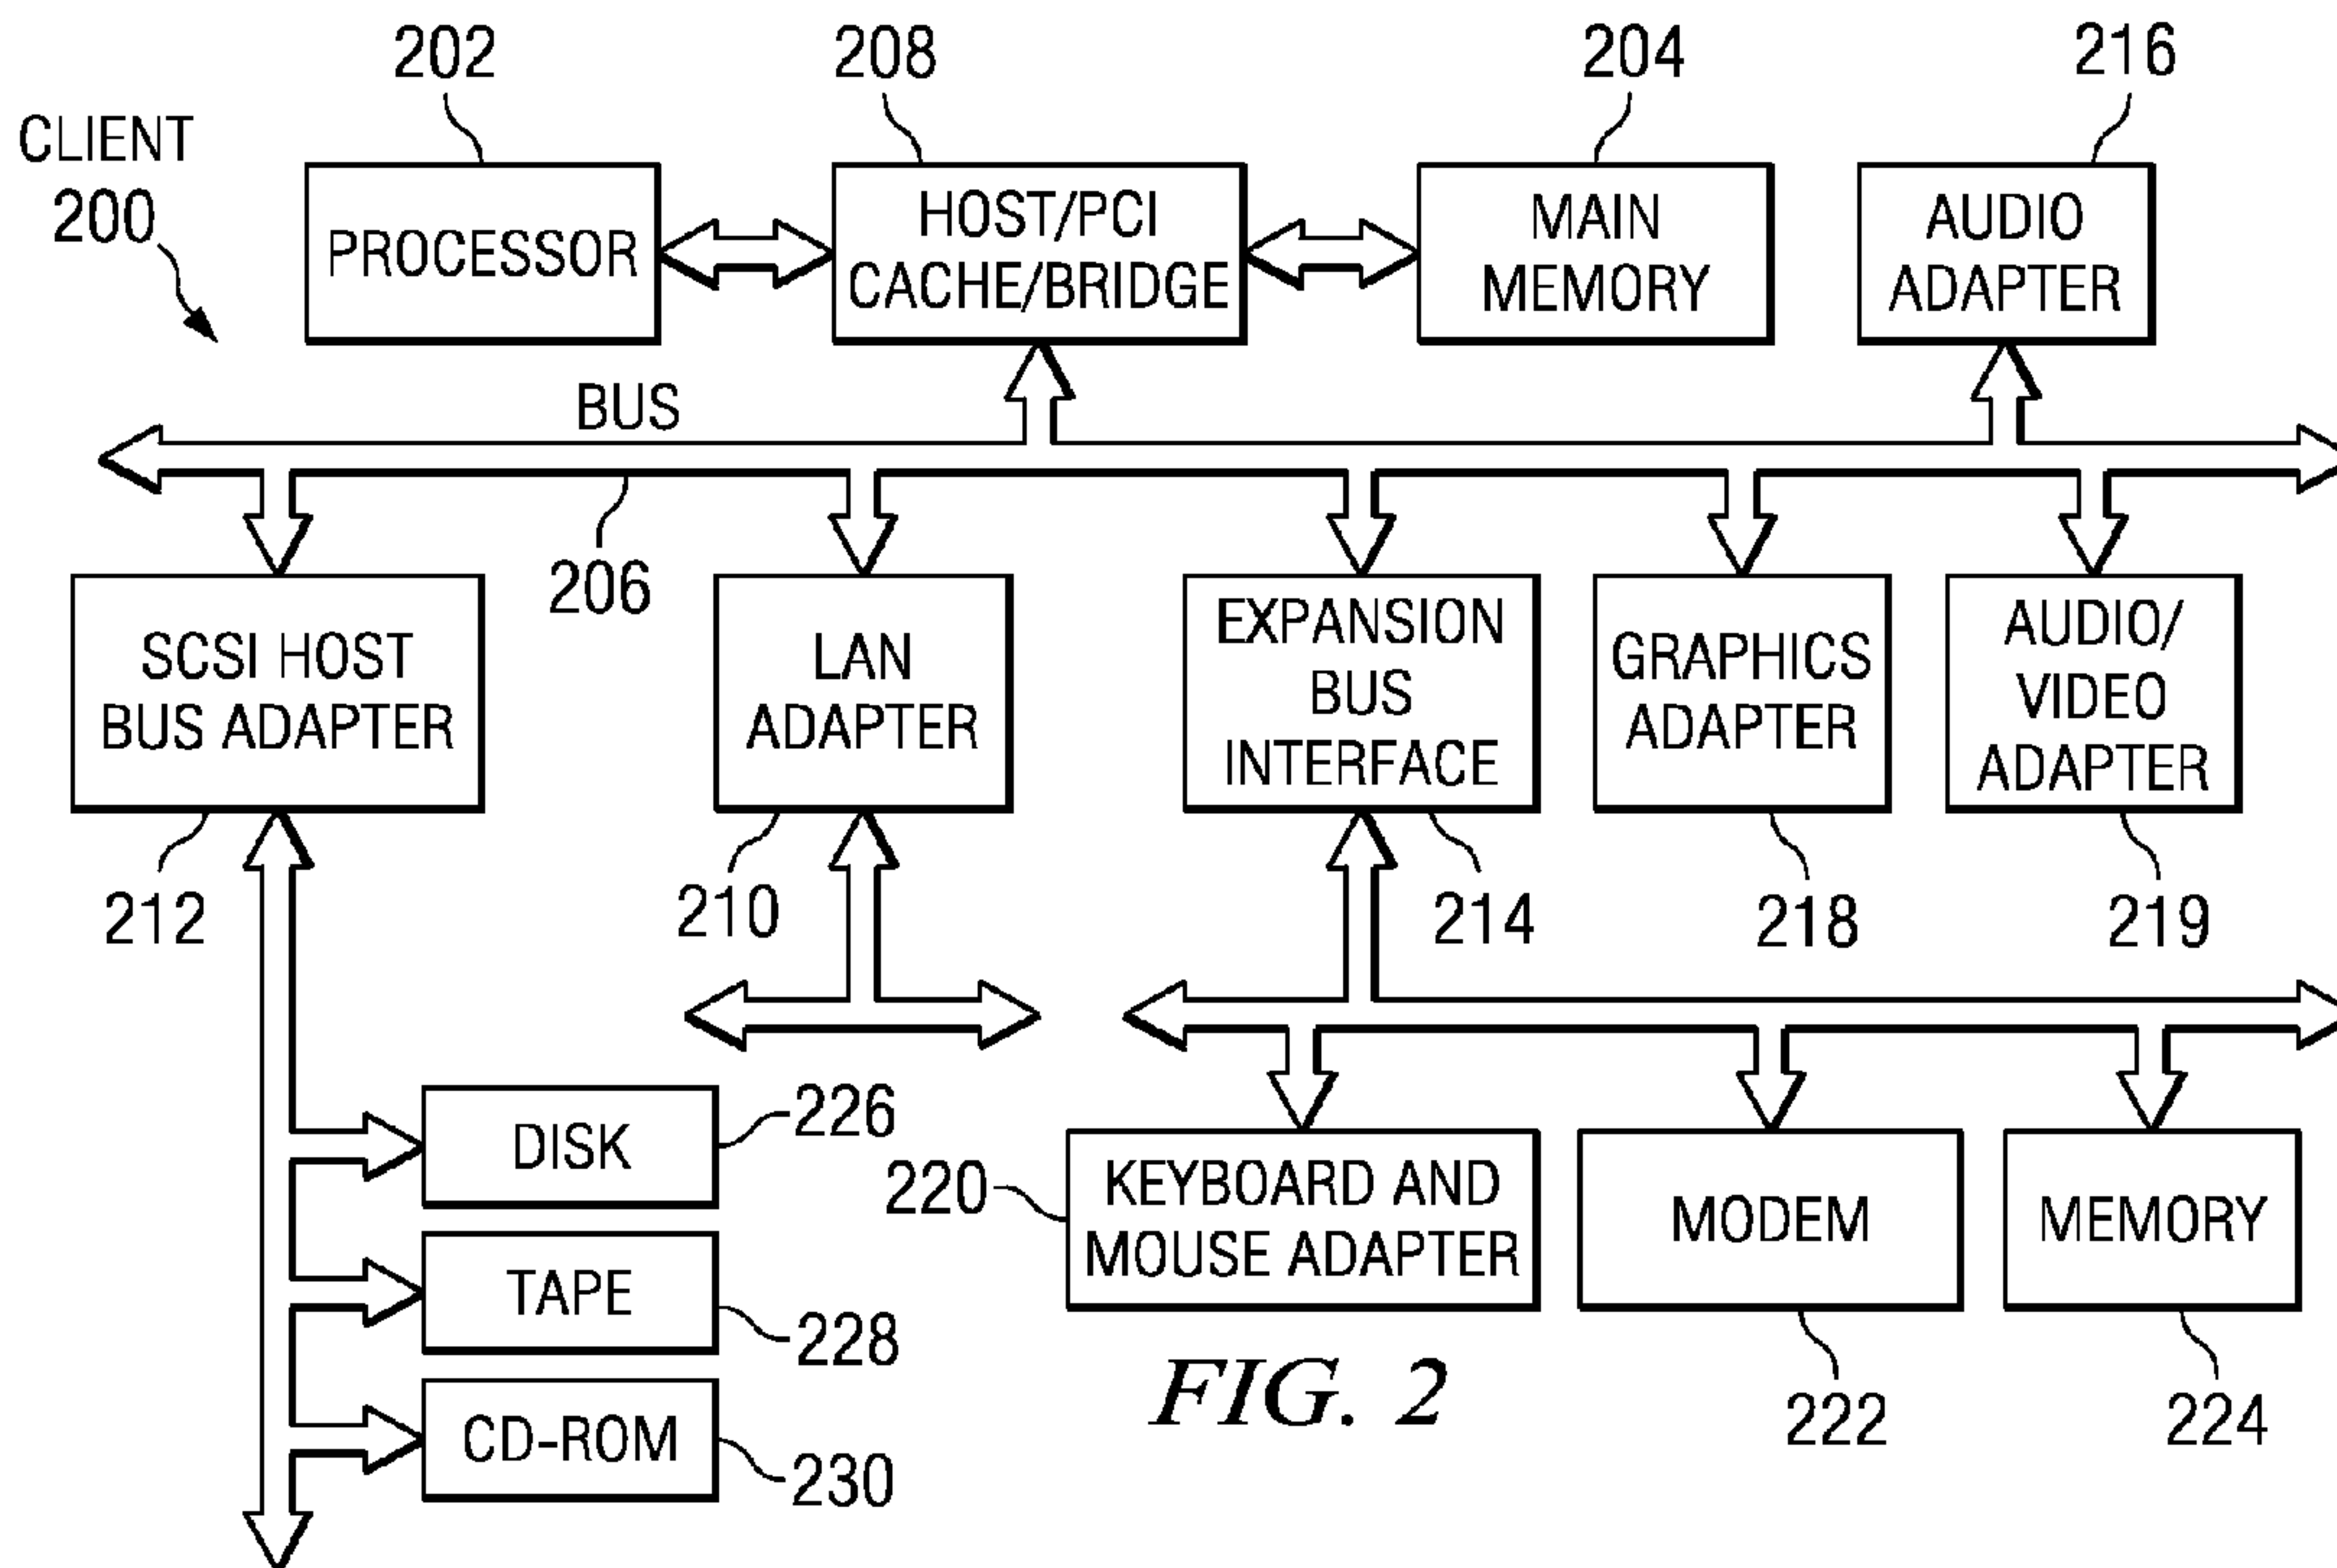 202
208
204
216
CLIENT
200
PROCESSOR
HOST/PCI
CACHE/BRIDGE
MAIN
MEMORY
AUDIO
ADAPTER
BUS
206
SCSI HOST
BUS ADAPTER
LAN
ADAPTER
EXPANSION
BUS
INTERFACE
GRAPHICS
ADAPTER
AUDIO/
VIDEO
ADAPTER
212
210
214
218
219
DISK
226
TAPE
228
CD-ROM
230
220
KEYBOARD AND
MOUSE ADAPTER
MODEM
MEMORY
222
224
FIG. 2